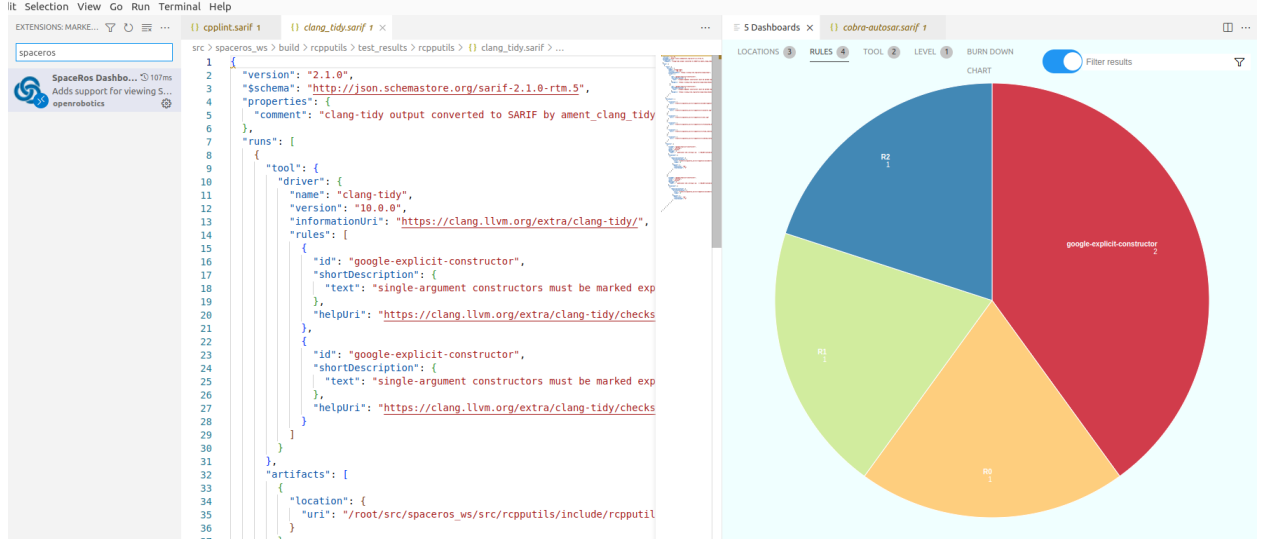 it Selection View Go Run Terminal Help
EXTENSIONS: MARKE...
spaceros
SpaceRos Dashbo... 107ms
Adds support for viewing S...
openrobotics
{} cpplint.sarif 1 {} clang_tidy.sarif 1 × ...
src > spaceros_ws > build > rcpputils > test_results > rcpputils > {} clang_tidy.sarif > ...
1 {
2 "version": "2.1.0",
3 "$schema": "http://json.schemastore.org/sarif-2.1.0-rtm.5",
4 "properties": {
5 "comment": "clang-tidy output converted to SARIF by ament_clang_tidy
6 },
7 "runs": [
8 {
9 "tool": {
10 "driver": {
11 "name": "clang-tidy",
12 "version": "10.0.0",
13 "informationUri": "https://clang.llvm.org/extra/clang-tidy/",
14 "rules": [
15 {
16 "id": "google-explicit-constructor",
17 "shortDescription": {
18 "text": "single-argument constructors must be marked exp
19 },
20 "helpUri": "https://clang.llvm.org/extra/clang-tidy/checks
21 },
22 {
23 "id": "google-explicit-constructor",
24 "shortDescription": {
25 "text": "single-argument constructors must be marked exp
26 },
27 "helpUri": "https://clang.llvm.org/extra/clang-tidy/checks
28 }
29 ]
30 }
31 },
32 "artifacts": [
33 {
34 "location": {
35 "uri": "/root/src/spaceros_ws/src/rcpputils/include/rcpputil
36 }
S Dashboards × {} cobra-autosar.sarif 1 ...
LOCATIONS 3 RULES 4 TOOL 2 LEVEL 1 BURN DOWN CHART Filter results
R2
1
google-explicit-constructor
2
R1
1
R0
1